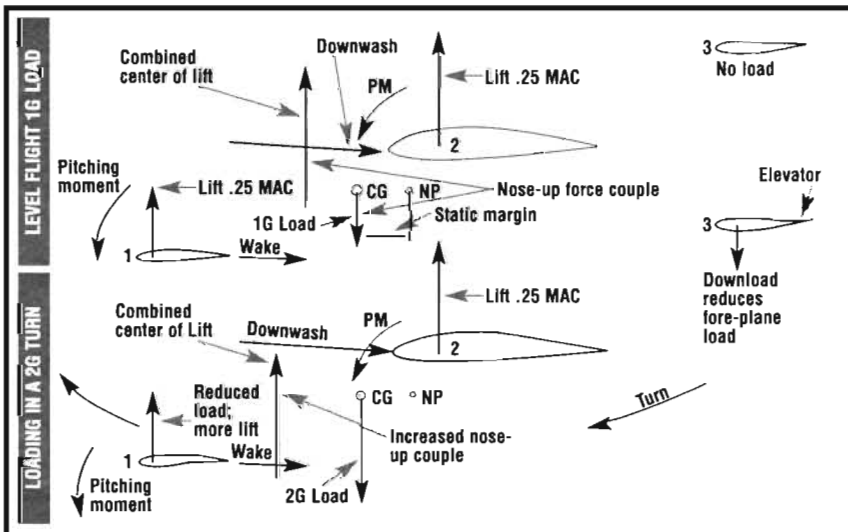 LEVEL FLIGHT 1G LOAD
Combined
center of lift
Downwash
PM
Lift .25 MAC
2
3
No load
Pitching
moment
Lift .25 MAC
CG
NP
Nose-up force couple
1G Load
Static margin
1
Wake
Elevator
3
Download
reduces
fore-plane
load
LOADING IN A 2G TURN
Combined
center of Lift
Downwash
PM
Lift .25 MAC
2
Reduced
load;
more lift
CG
NP
Turn
1
Wake
Increased nose-
up couple
Pitching
moment
2G Load